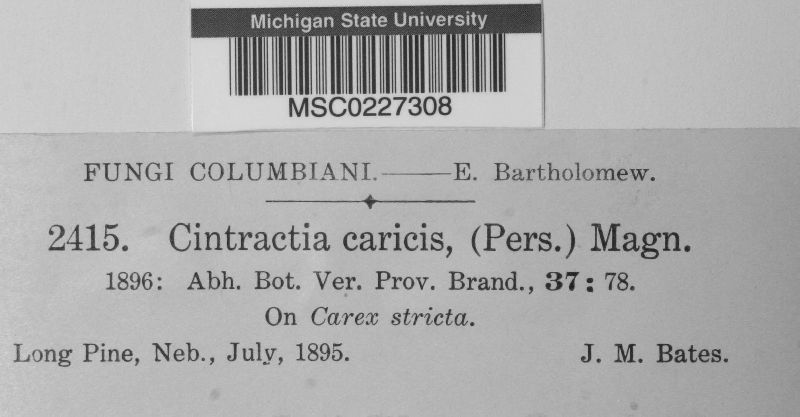 Michigan State University
MSC0227308
FUNGI COLUMBIANI.——E. Bartholomew.
2415. Cintractia caricis, (Pers.) Magn.
1896: Abh. Bot. Ver. Prov. Brand., 37: 78.
On Carex stricta.
Long Pine, Neb., July, 1895. J. M. Bates.